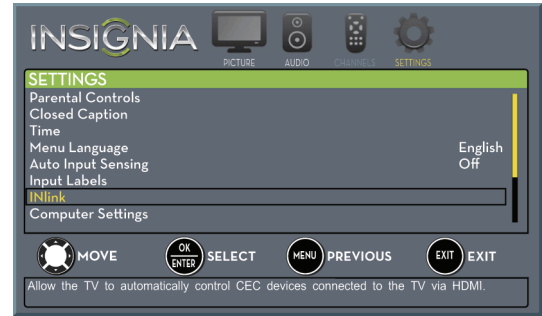 INSIGNIA
PICTURE AUDIO CHANNELS SETTINGS
SETTINGS
Parental Controls
Closed Caption
Time
Menu Language English
Auto Input Sensing Off
Input Labels
INlink
Computer Settings
MOVE OK ENTER SELECT MENU PREVIOUS EXIT EXIT
Allow the TV to automatically control CEC devices connected to the TV via HDMI.